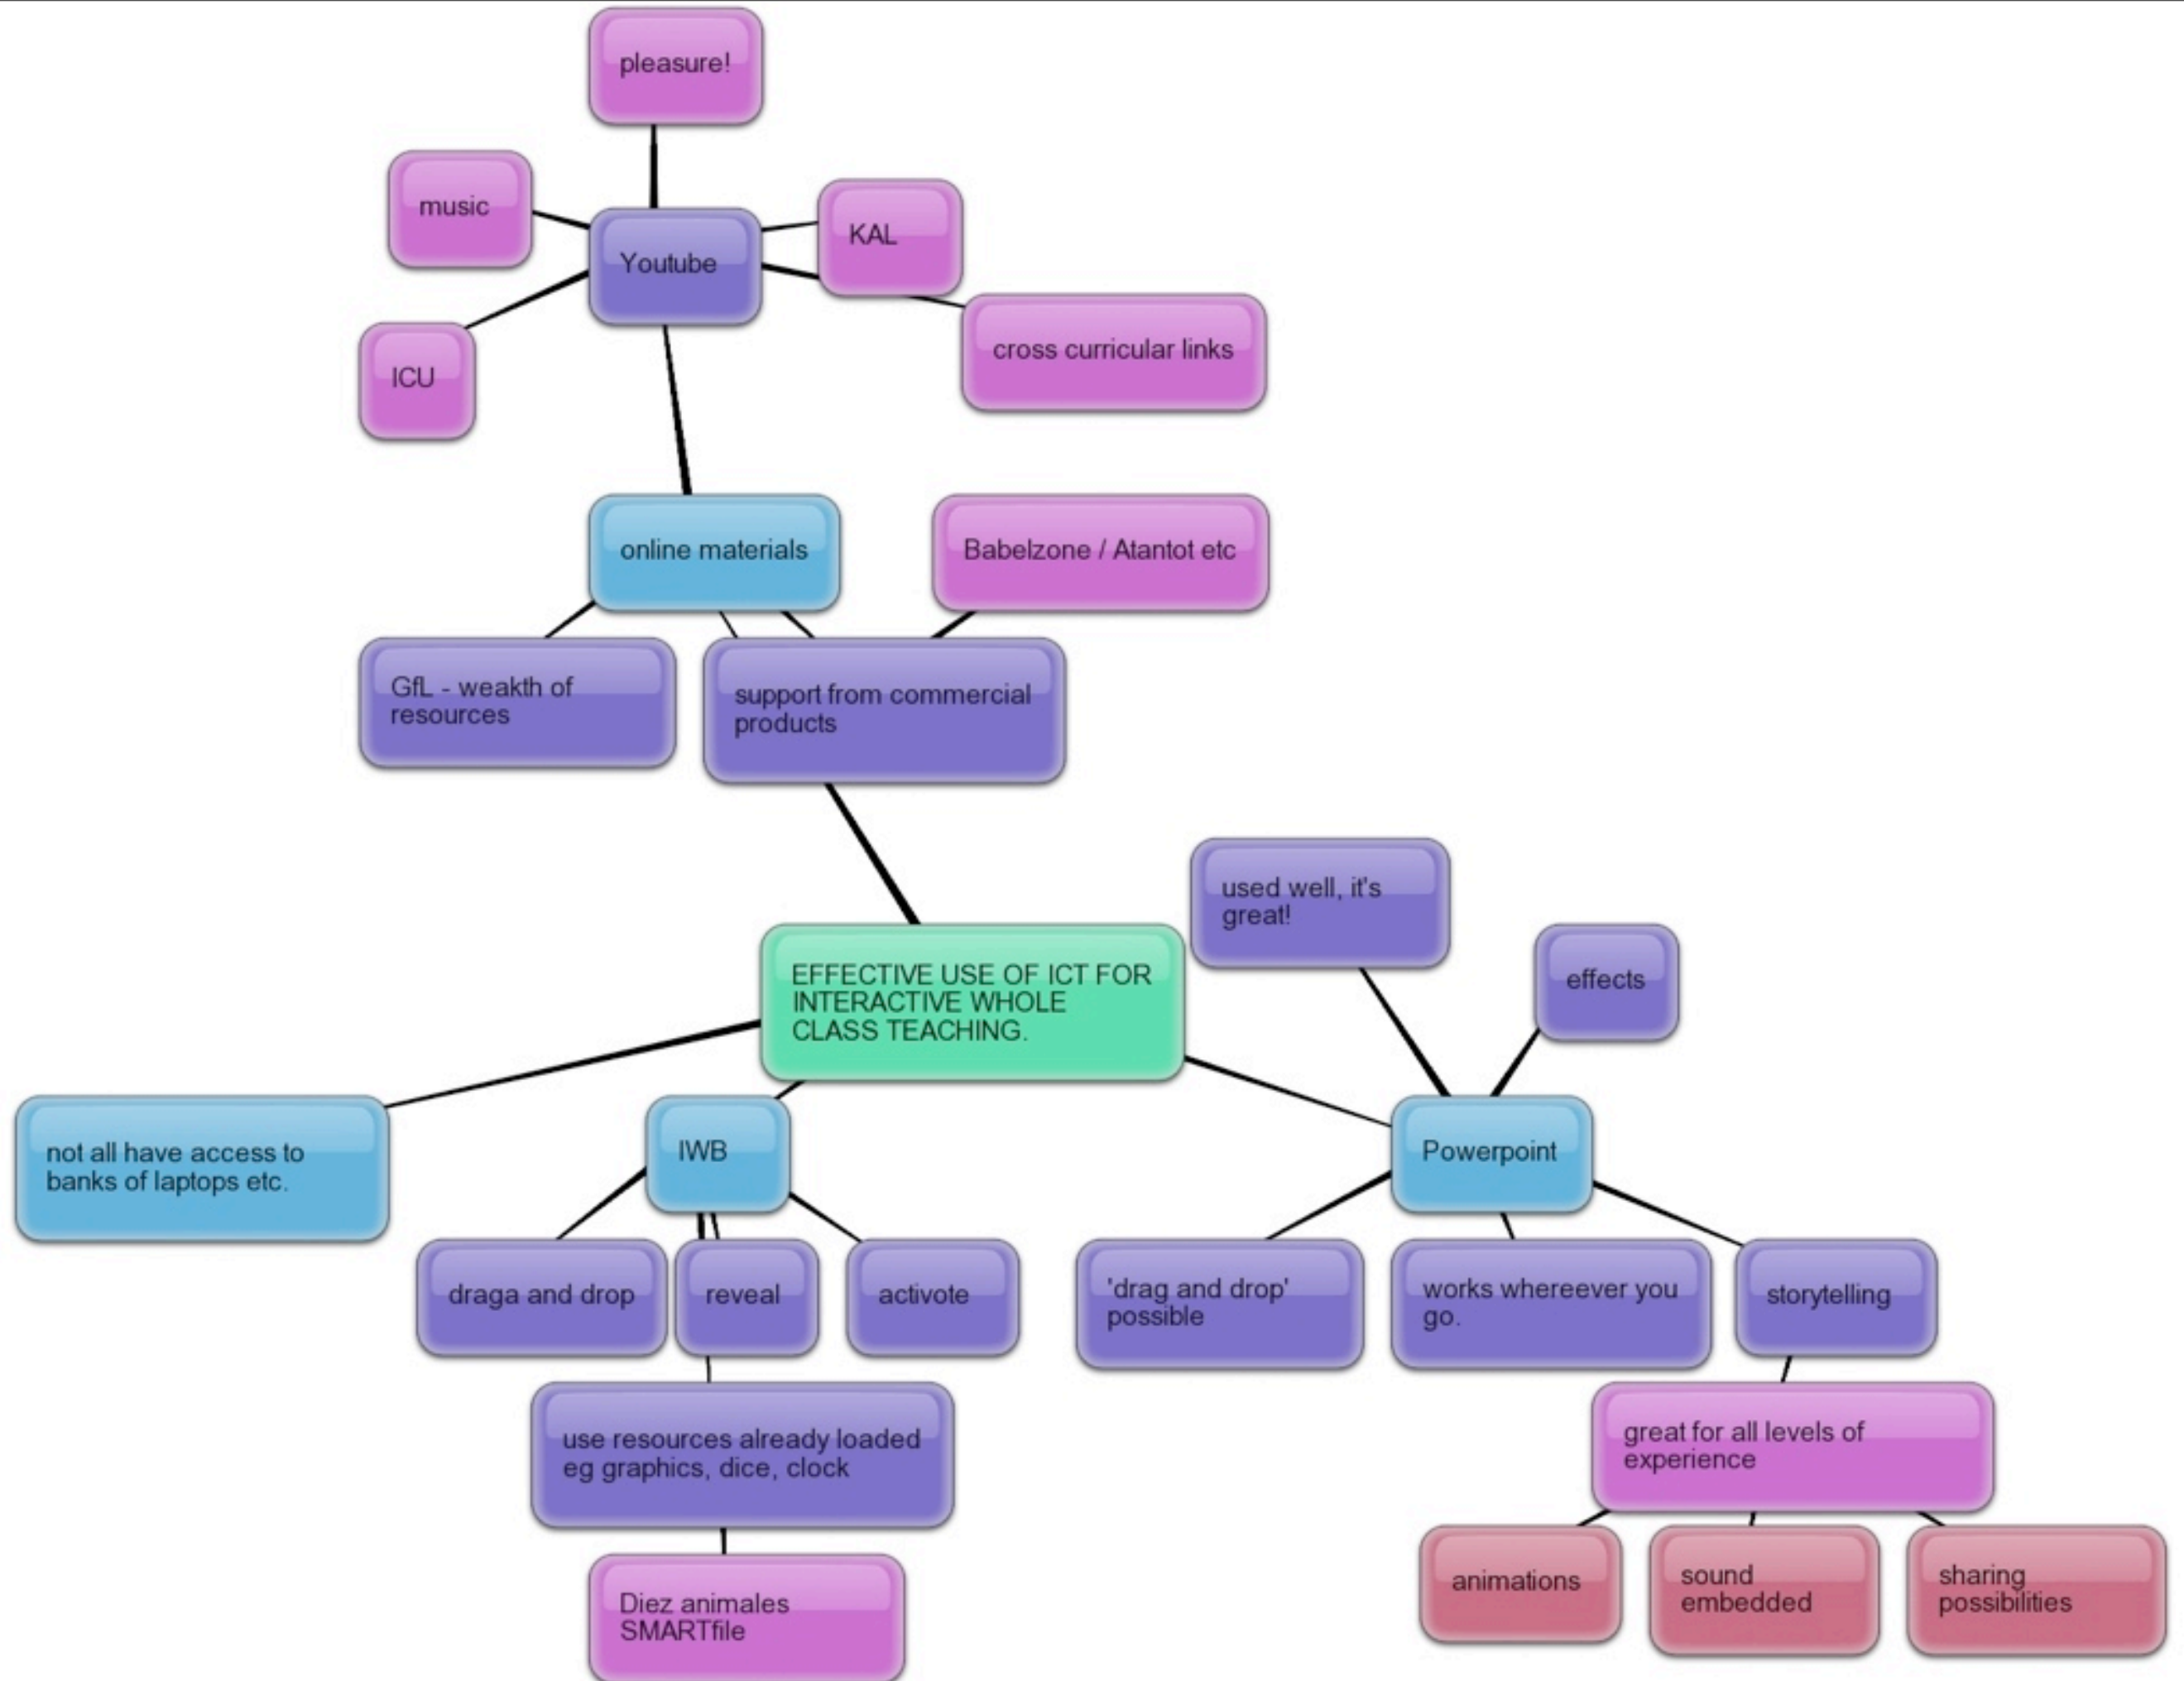 pleasure!
music
KAL
Youtube
cross curricular links
ICU
online materials
Babelzone / Atantot etc
GfL - weakth of
resources
support from commercial
products
used well, it's
great!
effects
EFFECTIVE USE OF ICT FOR
INTERACTIVE WHOLE
CLASS TEACHING.
not all have access to
banks of laptops etc.
IWB
Powerpoint
draga and drop
reveal
activote
'drag and drop'
possible
works whereever you
go.
storytelling
use resources already loaded
eg graphics, dice, clock
great for all levels of
experience
Diez animales
SMARTfile
animations
sound
embedded
sharing
possibilities